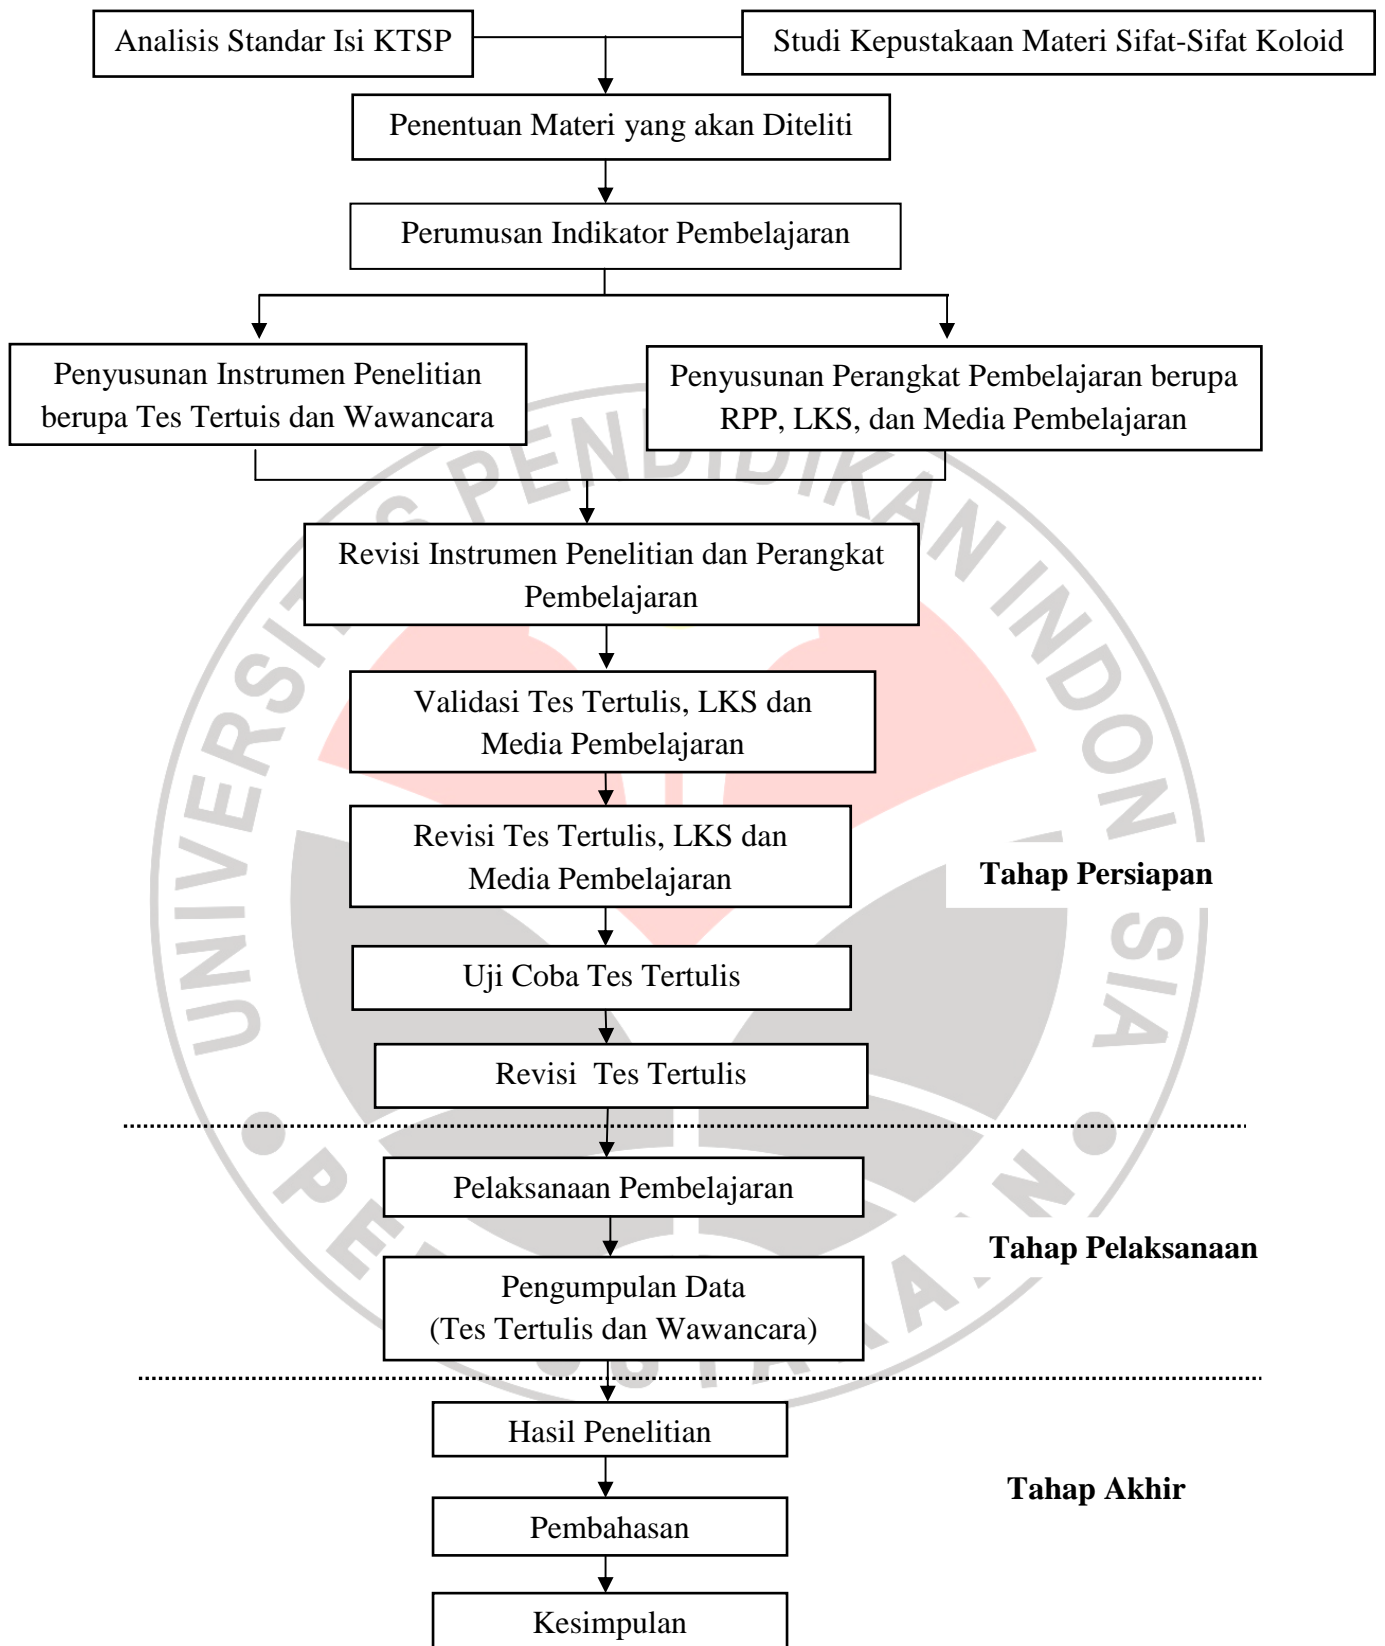 Analisis Standar Isi KTSP
Studi Kepustakaan Materi Sifat-Sifat Koloid
Penentuan Materi yang akan Diteliti
Perumusan Indikator Pembelajaran
Penyusunan Instrumen Penelitian
berupa Tes Tertuis dan Wawancara
Penyusunan Perangkat Pembelajaran berupa
RPP, LKS, dan Media Pembelajaran
Revisi Instrumen Penelitian dan Perangkat
Pembelajaran
Validasi Tes Tertulis, LKS dan
Media Pembelajaran
Revisi Tes Tertulis, LKS dan
Media Pembelajaran
Tahap Persiapan
Uji Coba Tes Tertulis
Revisi  Tes Tertulis
Pelaksanaan Pembelajaran
Tahap Pelaksanaan
Pengumpulan Data
(Tes Tertulis dan Wawancara)
Hasil Penelitian
Tahap Akhir
Pembahasan
Kesimpulan